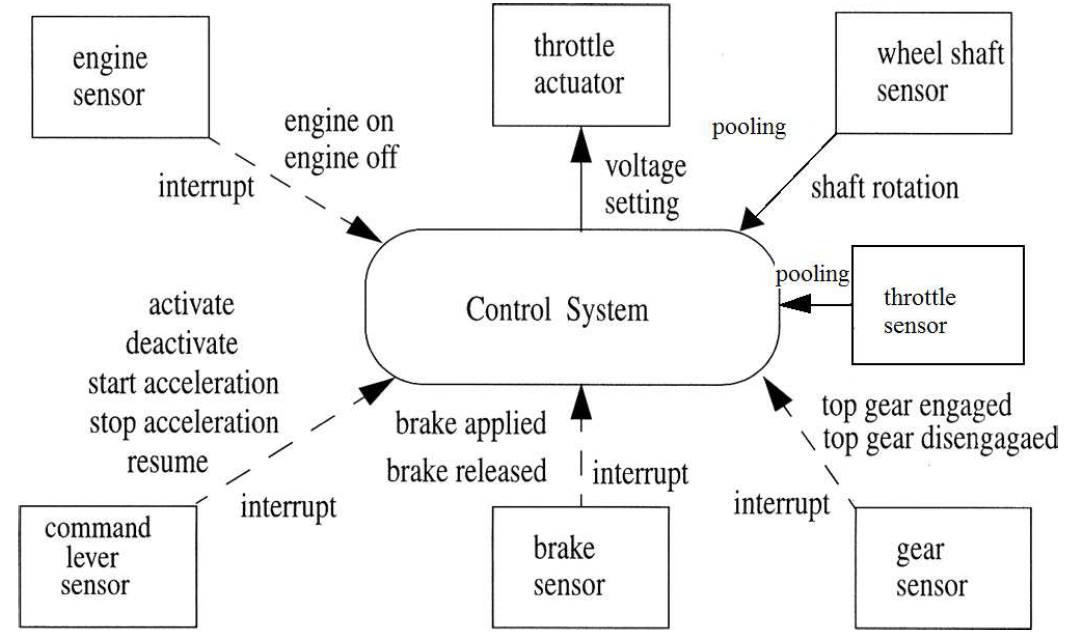 engine
sensor
throttle
actuator
wheel shaft
sensor
engine on
engine off
interrupt
voltage
setting
pooling
shaft rotation
Control System
pooling
throttle
sensor
activate
deactivate
start acceleration
stop acceleration
resume
interrupt
brake applied
brake released
interrupt
top gear engaged
top gear disengagaed
interrupt
command
lever
sensor
brake
sensor
gear
sensor